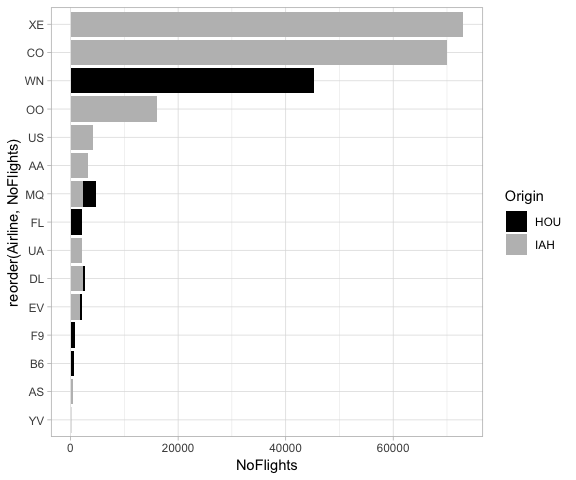 XE
CO
WN
OO
US
AA
MQ
FL
UA
DL
EV
F9
B6
AS
YV
reorder(Airline, NoFlights)
0 20000 40000 60000
NoFlights
Origin
HOU
IAH